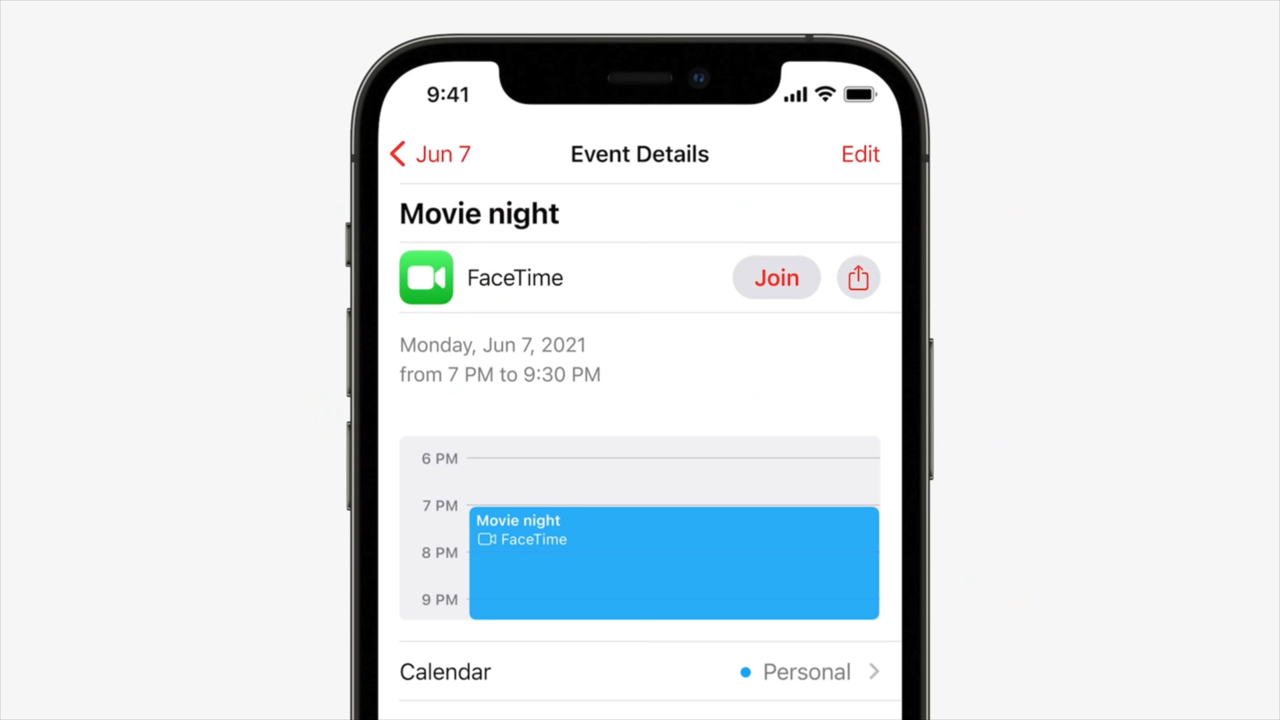 9:41
Jun 7
Event Details
Edit
Movie night
FaceTime
Join
Monday, Jun 7, 2021
from 7 PM to 9:30 PM
6 PM
7 PM
Movie night
FaceTime
8 PM
9 PM
Calendar
Personal